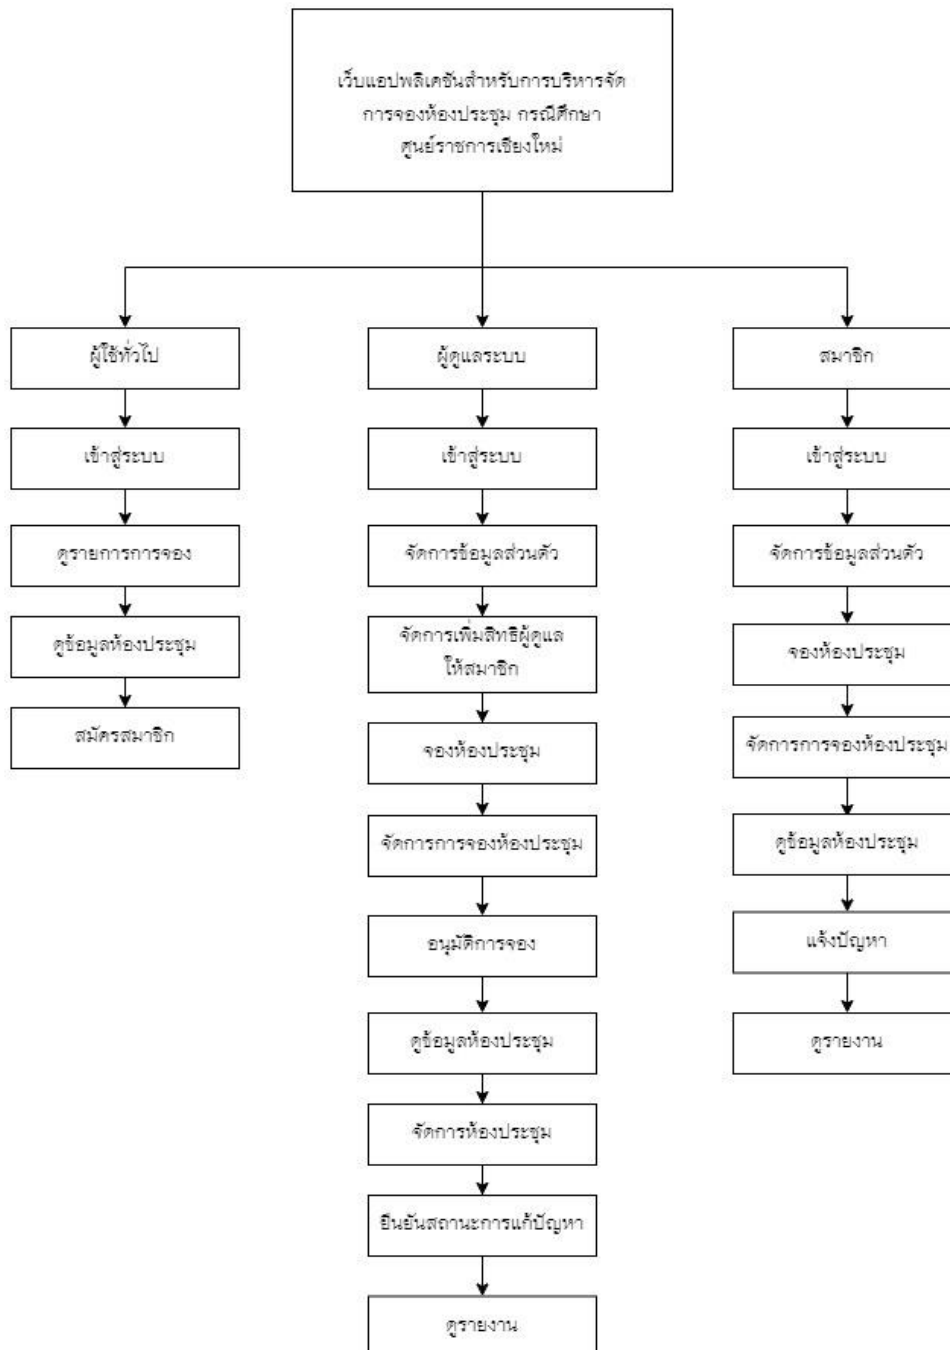 เว็บแอปพลิเคชันสำหรับการบริหารจัด
การจองห้องประชุม กรณีศึกษา
ศูนย์ราชการเชียงใหม่
ผู้ใช้ทั่วไป
เข้าสู่ระบบ
ดูรายการการจอง
ดูข้อมูลห้องประชุม
สมัครสมาชิก
ผู้ดูแลระบบ
เข้าสู่ระบบ
จัดการข้อมูลส่วนตัว
จัดการเพิ่มสิทธิผู้ดูแล
ให้สมาชิก
จองห้องประชุม
จัดการการจองห้องประชุม
อนุมัติการจอง
ดูข้อมูลห้องประชุม
จัดการห้องประชุม
ยืนยันสถานะการแก้ปัญหา
ดูรายงาน
สมาชิก
เข้าสู่ระบบ
จัดการข้อมูลส่วนตัว
จองห้องประชุม
จัดการการจองห้องประชุม
ดูข้อมูลห้องประชุม
แจ้งปัญหา
ดูรายงาน